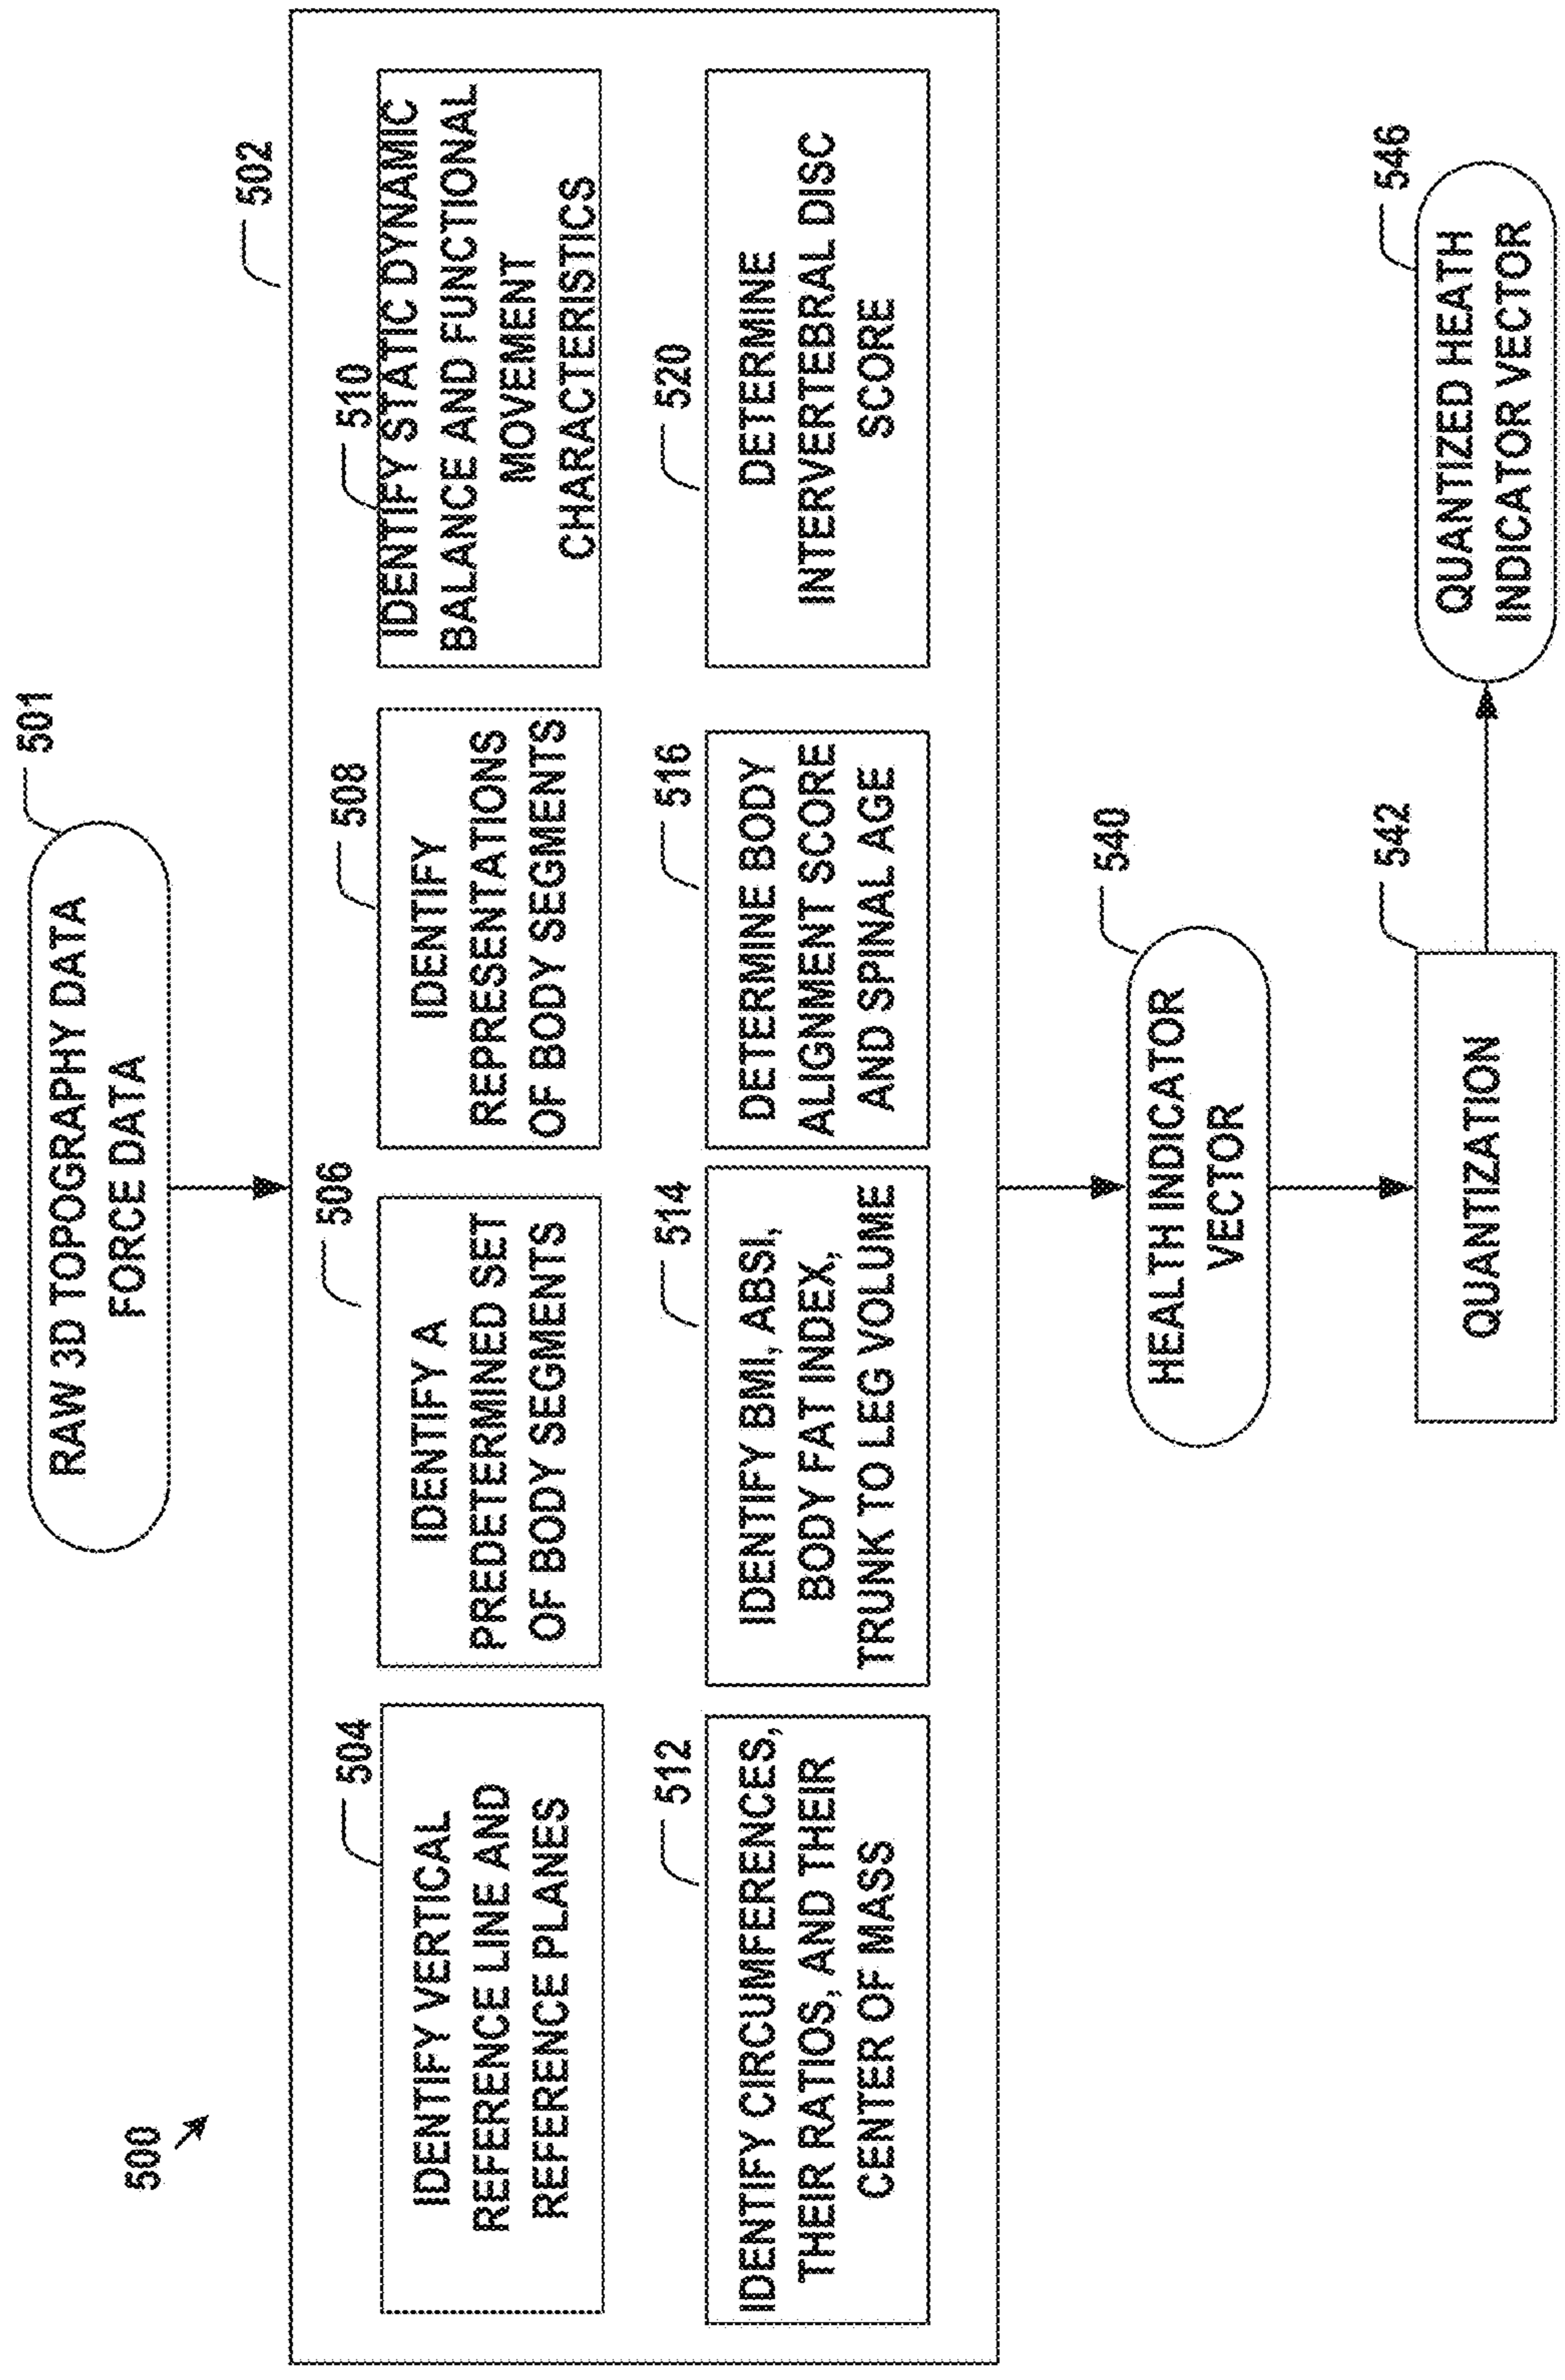 500
501
RAW 3D TOPOGRAPHY DATA
FORCE DATA
502
504
IDENTIFY VERTICAL
REFERENCE LINE AND
REFERENCE PLANES
506
IDENTIFY A
PREDETERMINED SET
OF BODY SEGMENTS
508
IDENTIFY
REPRESENTATIONS
OF BODY SEGMENTS
510
IDENTIFY STATIC DYNAMIC
BALANCE AND FUNCTIONAL
MOVEMENT
CHARACTERISTICS
512
IDENTIFY CIRCUMFERENCES,
THEIR RATIOS, AND THEIR
CENTER OF MASS
514
IDENTIFY BMI, ABSI,
BODY FAT INDEX,
TRUNK TO LEG VOLUME
516
DETERMINE BODY
ALIGNMENT SCORE
AND SPINAL AGE
520
DETERMINE
INTERVERTEBRAL DISC
SCORE
540
HEALTH INDICATOR
VECTOR
542
QUANTIZATION
546
QUANTIZED HEATH
INDICATOR VECTOR